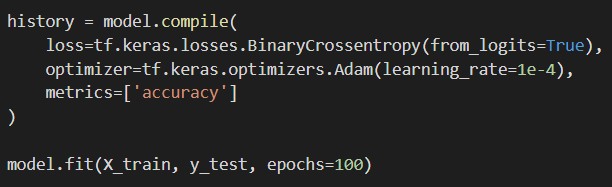 history = model.compile(
    loss=tf.keras.losses.BinaryCrossentropy(from_logits=True),
    optimizer=tf.keras.optimizers.Adam(learning_rate=1e-4),
    metrics=['accuracy']
)
model.fit(X_train, y_test, epochs=100)